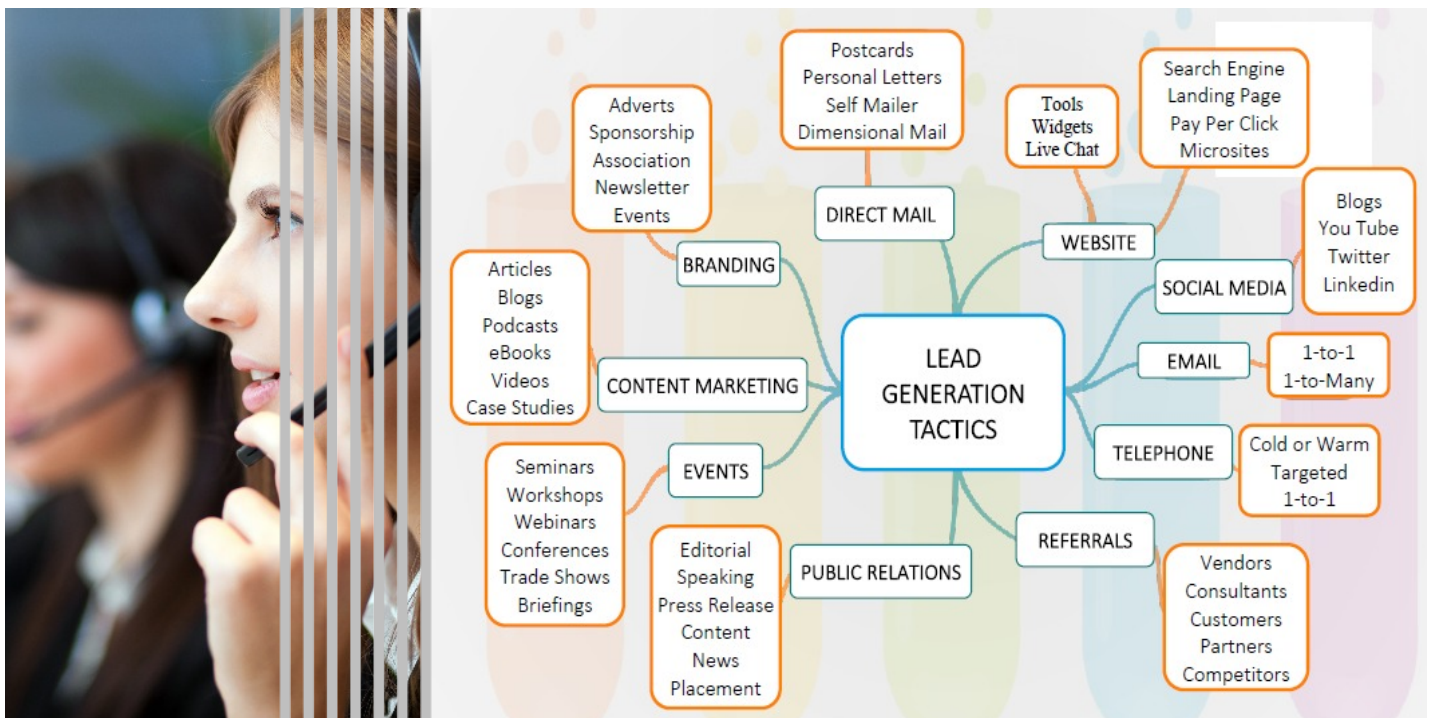 Postcards
Personal Letters
Self Mailer
Dimensional Mail
DIRECT MAIL
Tools
Widgets
Live Chat
Search Engine
Landing Page
Pay Per Click
Microsites
WEBSITE
Adverts
Sponsorship
Association
Newsletter
Events
BRANDING
Blogs
You Tube
Twitter
Linkedin
SOCIAL MEDIA
Articles
Blogs
Podcasts
eBooks
Videos
Case Studies
CONTENT MARKETING
LEAD
GENERATION
TACTICS
EMAIL
1-to-1
1-to-Many
TELEPHONE
Cold or Warm
Targeted
1-to-1
EVENTS
Seminars
Workshops
Webinars
Conferences
Trade Shows
Briefings
PUBLIC RELATIONS
Editorial
Speaking
Press Release
Content
News
Placement
REFERRALS
Vendors
Consultants
Customers
Partners
Competitors